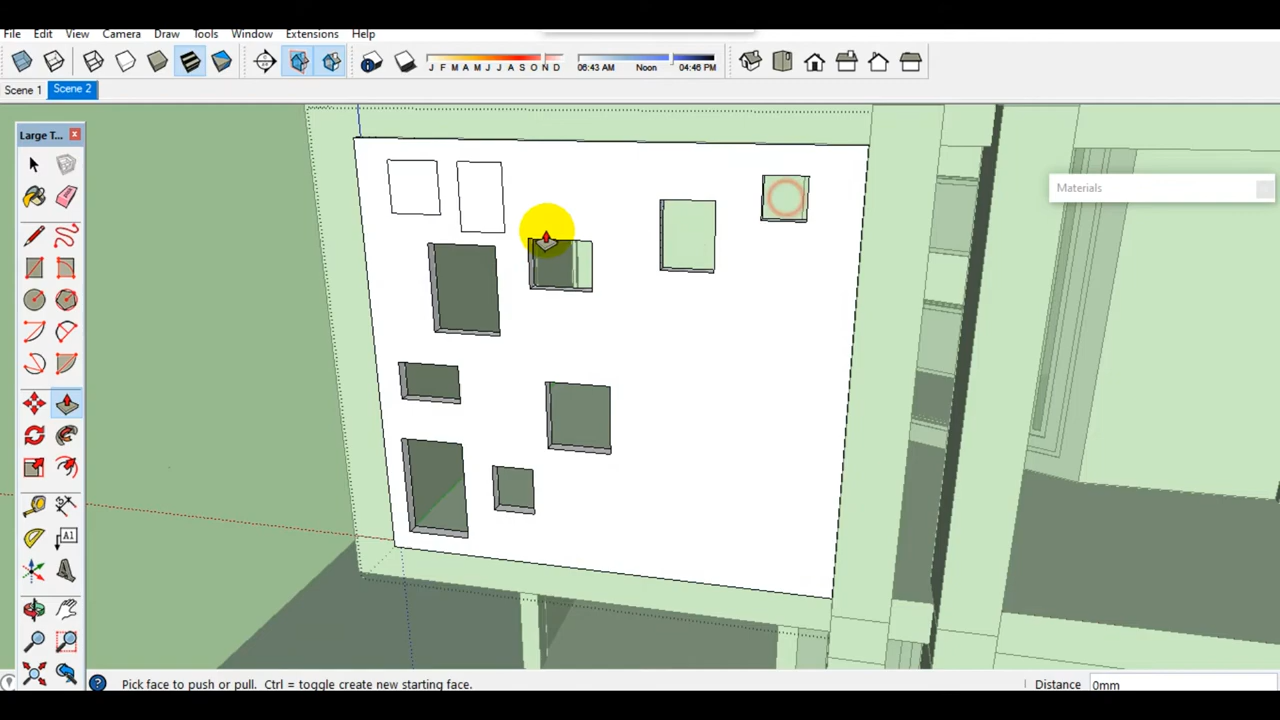 File Edit View Camera Draw Tools Window Extensions Help
J F M A M J J A S O N D 06:43 AM Noon 04:46 PM
Scene 1 Scene 2
Large T...
Materials
A1
Pick face to push or pull. Ctrl = toggle create new starting face. Distance 0mm